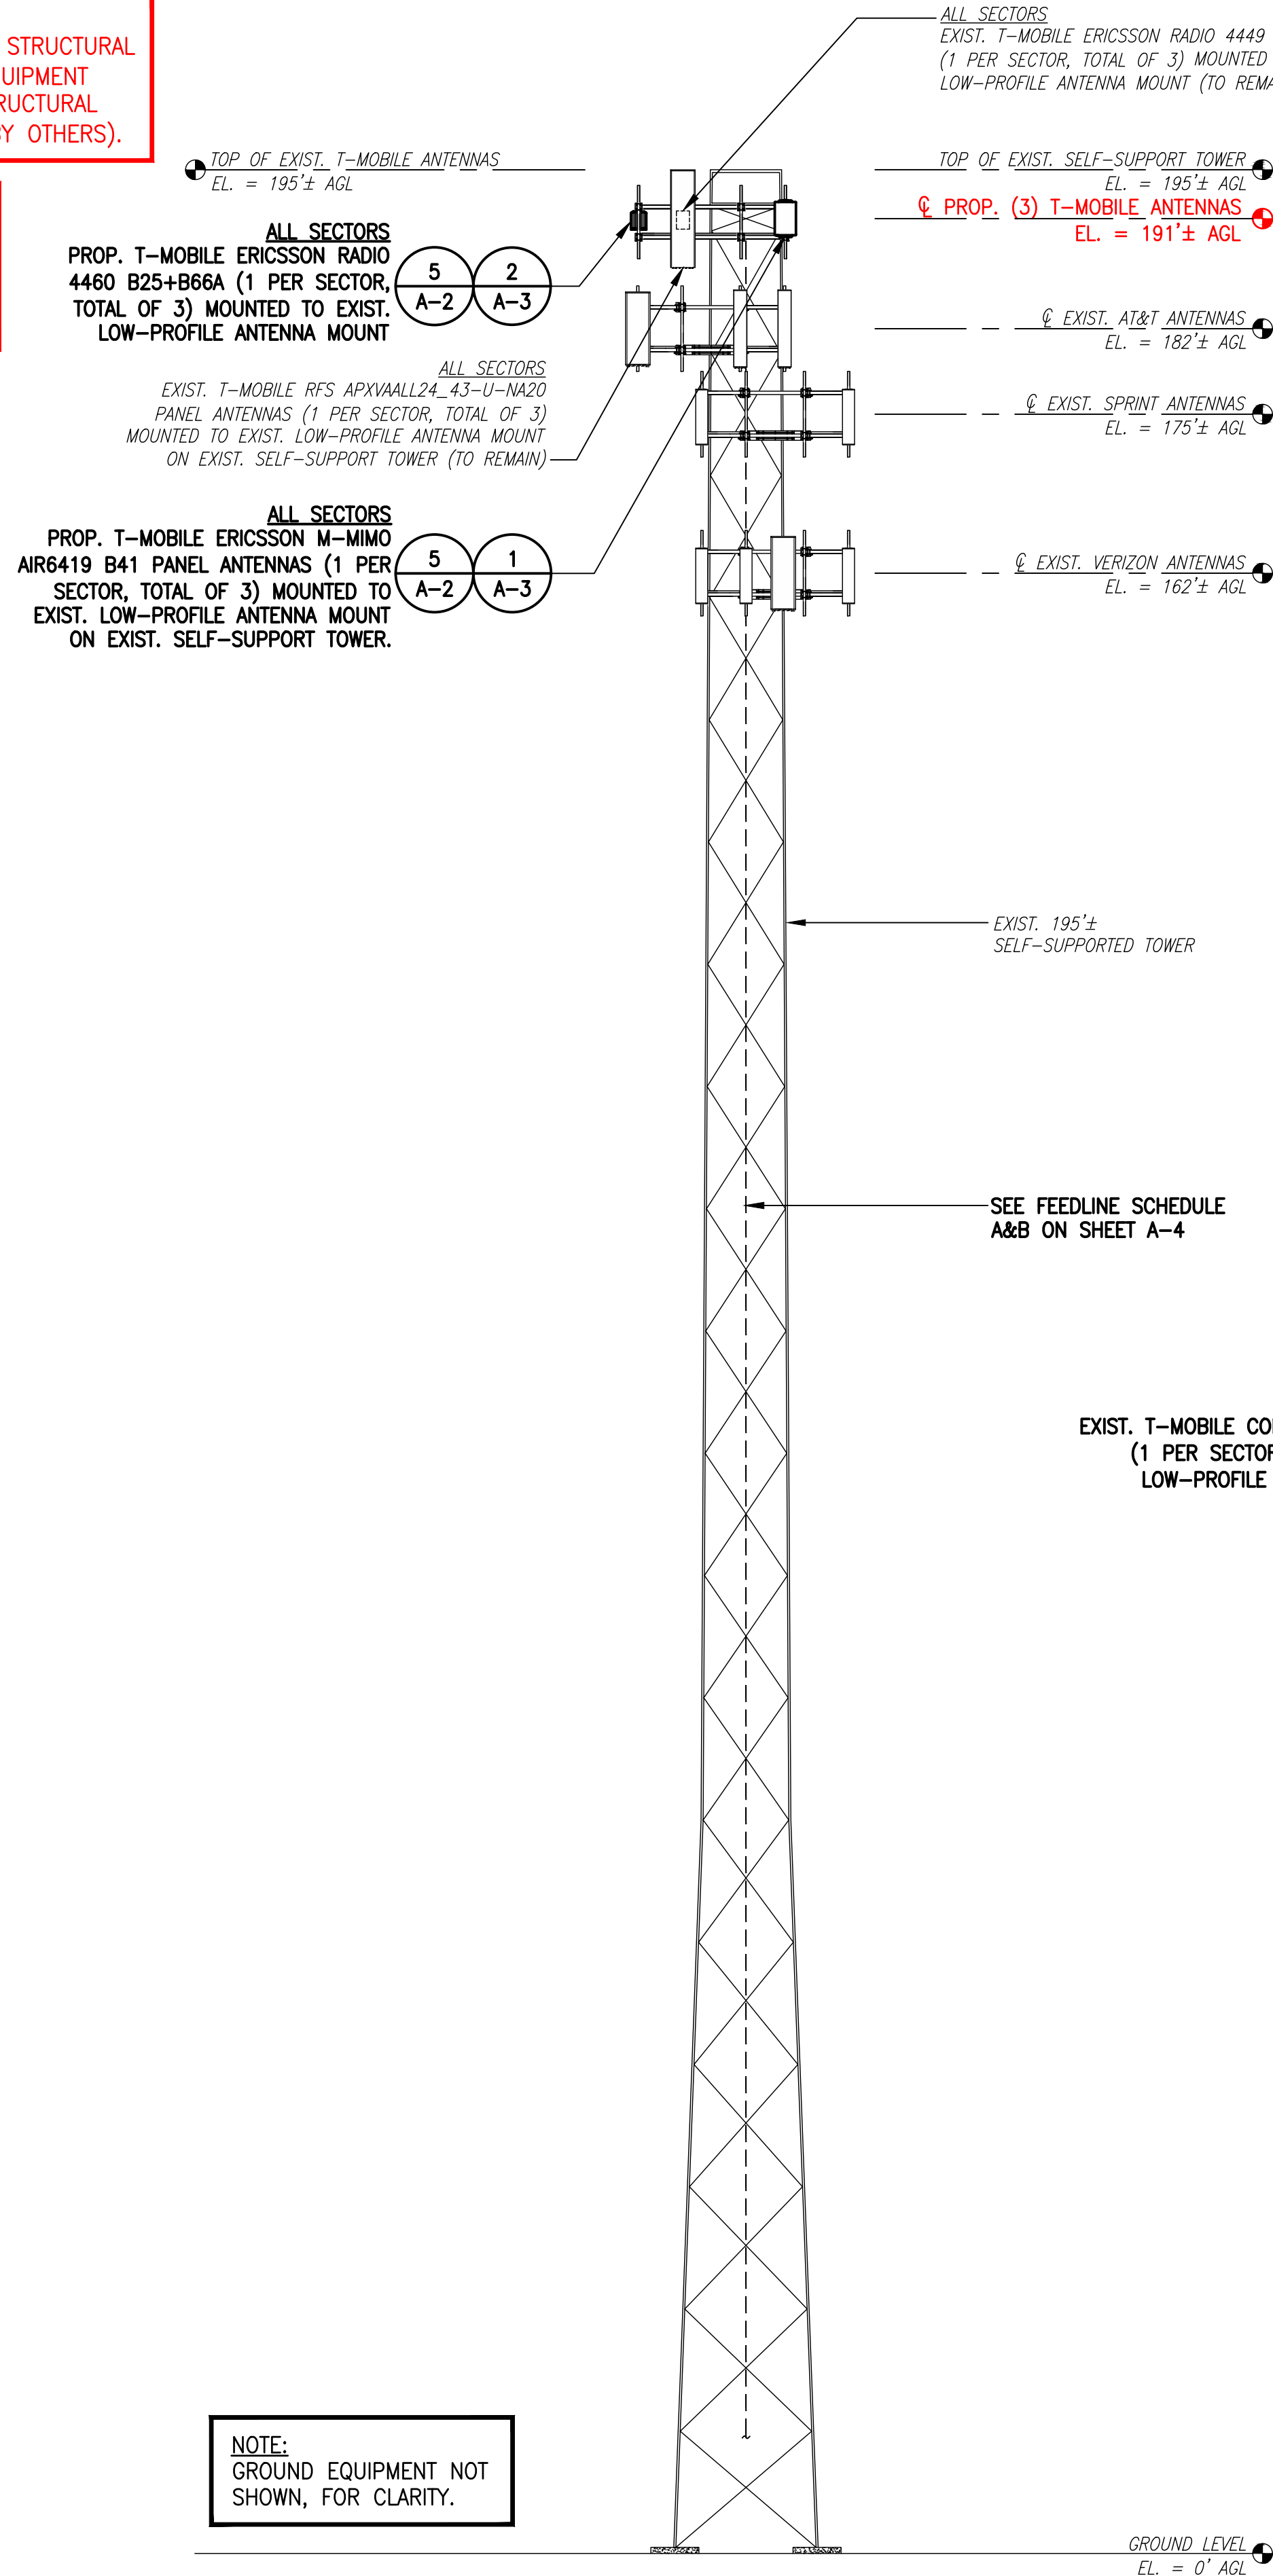 STRUCTURAL
UIPMENT
RUCTURAL
BY OTHERS).
ALL SECTORS
EXIST. T-MOBILE ERICSSON RADIO 4449
(1 PER SECTOR, TOTAL OF 3) MOUNTED
LOW-PROFILE ANTENNA MOUNT (TO REMA
TOP OF EXIST. T-MOBILE ANTENNAS
EL. = 195'± AGL
TOP OF EXIST. SELF-SUPPORT TOWER
EL. = 195'± AGL
℄ PROP. (3) T-MOBILE ANTENNAS
EL. = 191'± AGL
ALL SECTORS
PROP. T-MOBILE ERICSSON RADIO
4460 B25+B66A (1 PER SECTOR,
TOTAL OF 3) MOUNTED TO EXIST.
LOW-PROFILE ANTENNA MOUNT
5
A-2
2
A-3
℄ EXIST. AT&T ANTENNAS
EL. = 182'± AGL
ALL SECTORS
EXIST. T-MOBILE RFS APXVAALL24_43-U-NA20
PANEL ANTENNAS (1 PER SECTOR, TOTAL OF 3)
MOUNTED TO EXIST. LOW-PROFILE ANTENNA MOUNT
ON EXIST. SELF-SUPPORT TOWER (TO REMAIN)
℄ EXIST. SPRINT ANTENNAS
EL. = 175'± AGL
ALL SECTORS
PROP. T-MOBILE ERICSSON M-MIMO
AIR6419 B41 PANEL ANTENNAS (1 PER
SECTOR, TOTAL OF 3) MOUNTED TO
EXIST. LOW-PROFILE ANTENNA MOUNT
ON EXIST. SELF-SUPPORT TOWER.
5
A-2
1
A-3
℄ EXIST. VERIZON ANTENNAS
EL. = 162'± AGL
EXIST. 195'±
SELF-SUPPORTED TOWER
SEE FEEDLINE SCHEDULE
A&B ON SHEET A-4
EXIST. T-MOBILE CO
(1 PER SECTOR
LOW-PROFILE
NOTE:
GROUND EQUIPMENT NOT
SHOWN, FOR CLARITY.
GROUND LEVEL
EL. = 0' AGL